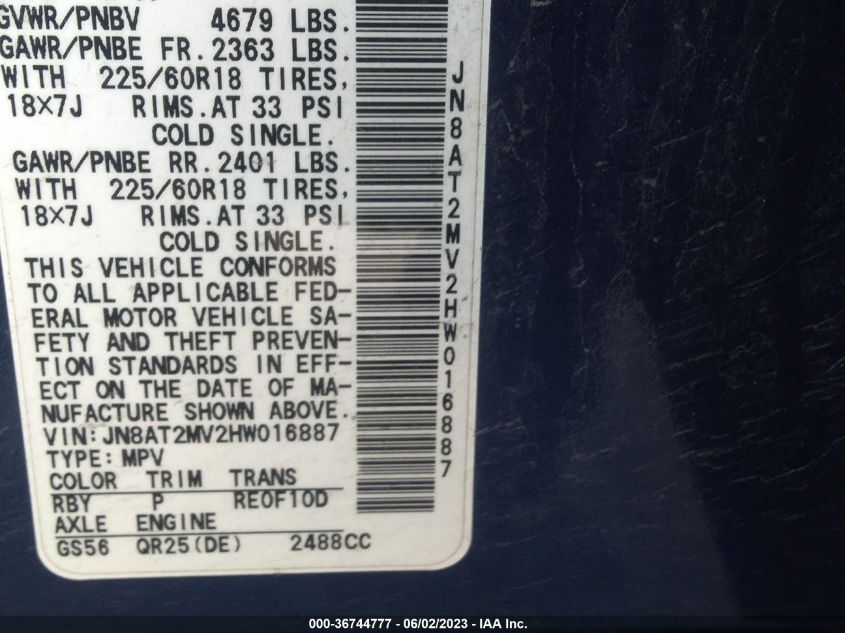 GVWR/PNBV 4679 LBS.
GAWR/PNBE FR. 2363 LBS.
WITH 225/60R18 TIRES,
18×7J RIMS. AT 33 PSI
COLD SINGLE.
GAWR/PNBE RR. 2401 LBS.
WITH 225/60R18 TIRES,
18×7J RIMS. AT 33 PSI
COLD SINGLE.
THIS VEHICLE CONFORMS
TO ALL APPLICABLE FED-
ERAL MOTOR VEHICLE SA-
FETY AND THEFT PREVEN-
TION STANDARDS IN EFF-
ECT ON THE DATE OF MA-
NUFACTURE SHOWN ABOVE.
VIN:JN8AT2MV2HW016887
TYPE:MPV
COLOR TRIM TRANS
RBY P RE0F10D
AXLE ENGINE
GS56 QR25(DE) 2488CC
JN8AT2MV2HW016887
000-36744777 - 06/02/2023 - IAA Inc.